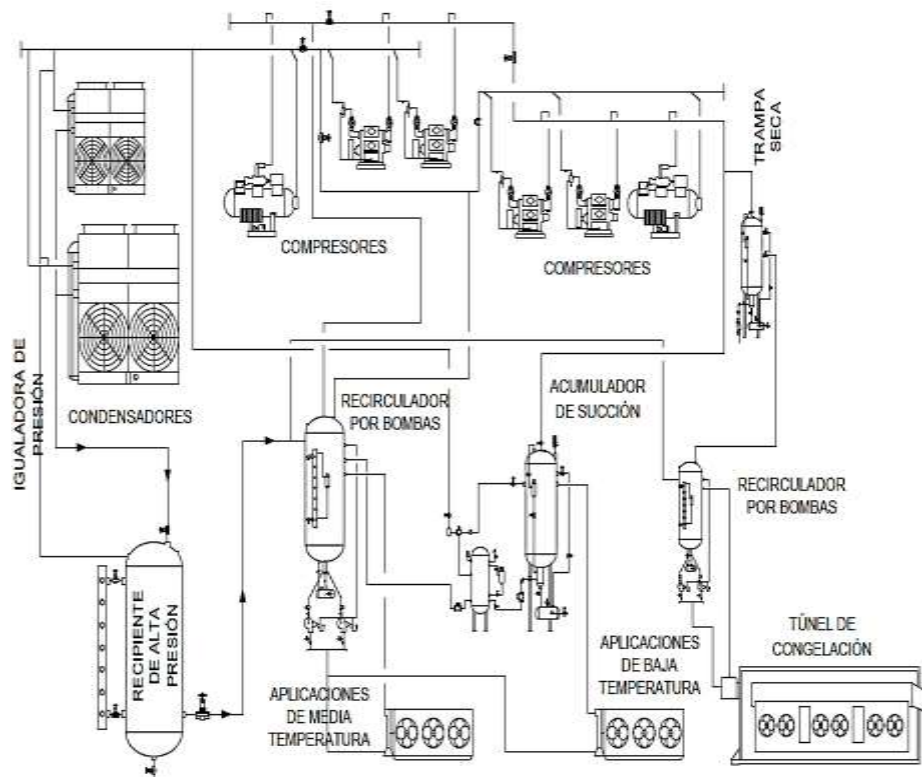 TRAMPA
SECA
COMPRESORES
COMPRESORES
IGUALADORA DE
PRESIÓN
CONDENSADORES
RECIRCULADOR
POR BOMBAS
ACUMULADOR
DE SUCCIÓN
RECIRCULADOR
POR BOMBAS
RECIPIENTE
DE ALTA
PRESIÓN
APLICACIONES
DE MEDIA
TEMPERATURA
APLICACIONES
DE BAJA
TEMPERATURA
TÚNEL DE
CONGELACIÓN